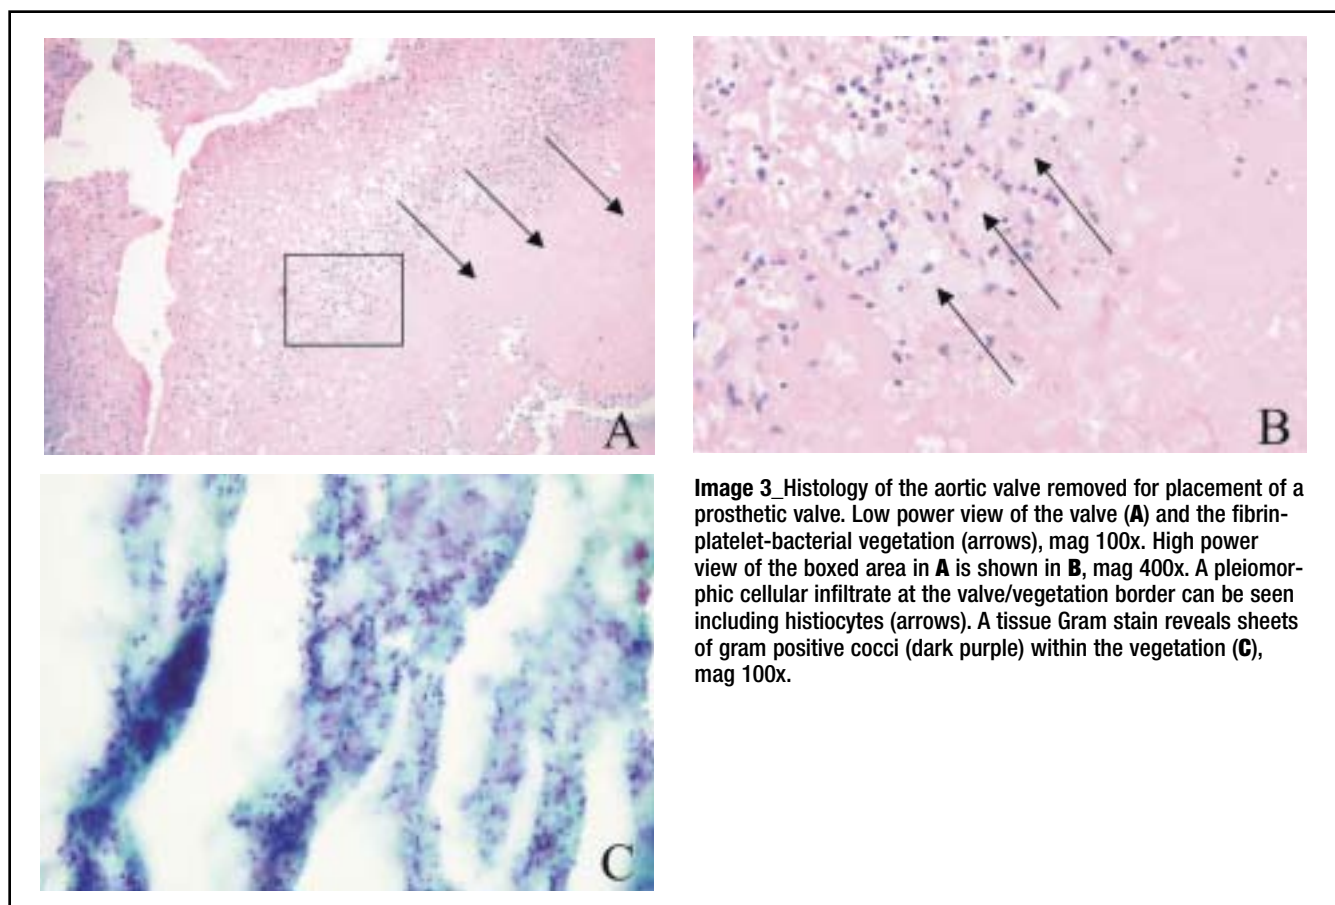 A
B
C
Image 3_Histology of the aortic valve removed for placement of a
prosthetic valve. Low power view of the valve (A) and the fibrin-
platelet-bacterial vegetation (arrows), mag 100x. High power
view of the boxed area in A is shown in B, mag 400x. A pleiomor-
phic cellular infiltrate at the valve/vegetation border can be seen
including histiocytes (arrows). A tissue Gram stain reveals sheets
of gram positive cocci (dark purple) within the vegetation (C),
mag 100x.